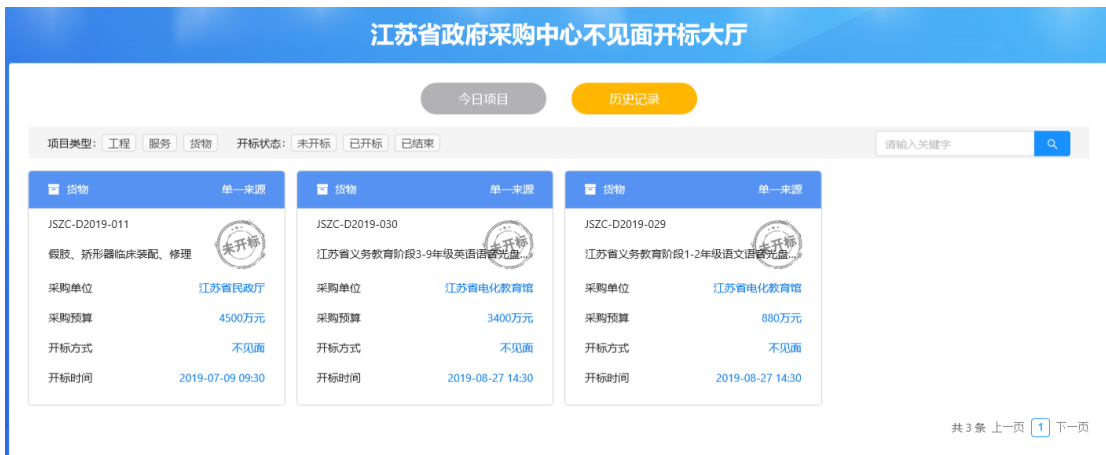 江苏省政府采购中心不见面开标大厅
今日项目 历史记录
项目类型: 工程 服务 货物 开标状态: 未开标 已开标 已结束 请输入关键字
货物 单一来源
JSZC-D2019-011
未开标
假肢、矫形器临床装配、修理
采购单位 江苏省民政厅
采购预算 4500万元
开标方式 不见面
开标时间 2019-07-09 09:30
货物 单一来源
JSZC-D2019-030
未开标
江苏省义务教育阶段3-9年级英语语音光盘...
采购单位 江苏省电化教育馆
采购预算 3400万元
开标方式 不见面
开标时间 2019-08-27 14:30
货物 单一来源
JSZC-D2019-029
未开标
江苏省义务教育阶段1-2年级语文语音光盘...
采购单位 江苏省电化教育馆
采购预算 880万元
开标方式 不见面
开标时间 2019-08-27 14:30
共 3 条 上一页 1 下一页